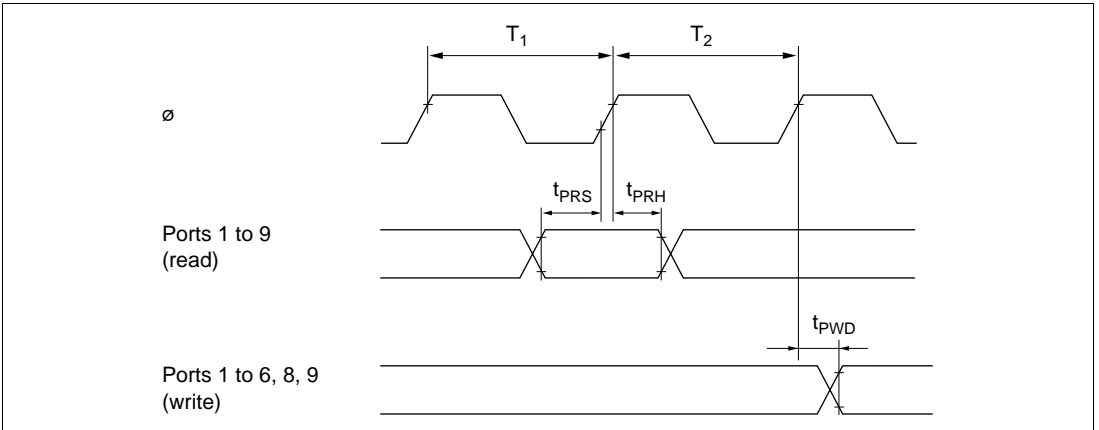 T1 T2
ø
tPRS tPRH
Ports 1 to 9
(read)
tPWD
Ports 1 to 6, 8, 9
(write)